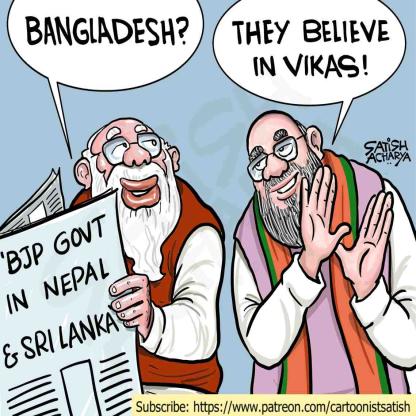 BANGLADESH?
THEY BELIEVE
IN VIKAS!
SATISH
ACHARYA
'BJP GOVT
IN NEPAL
& SRI LANKA
Subscribe: https://www.patreon.com/cartoonistsatish